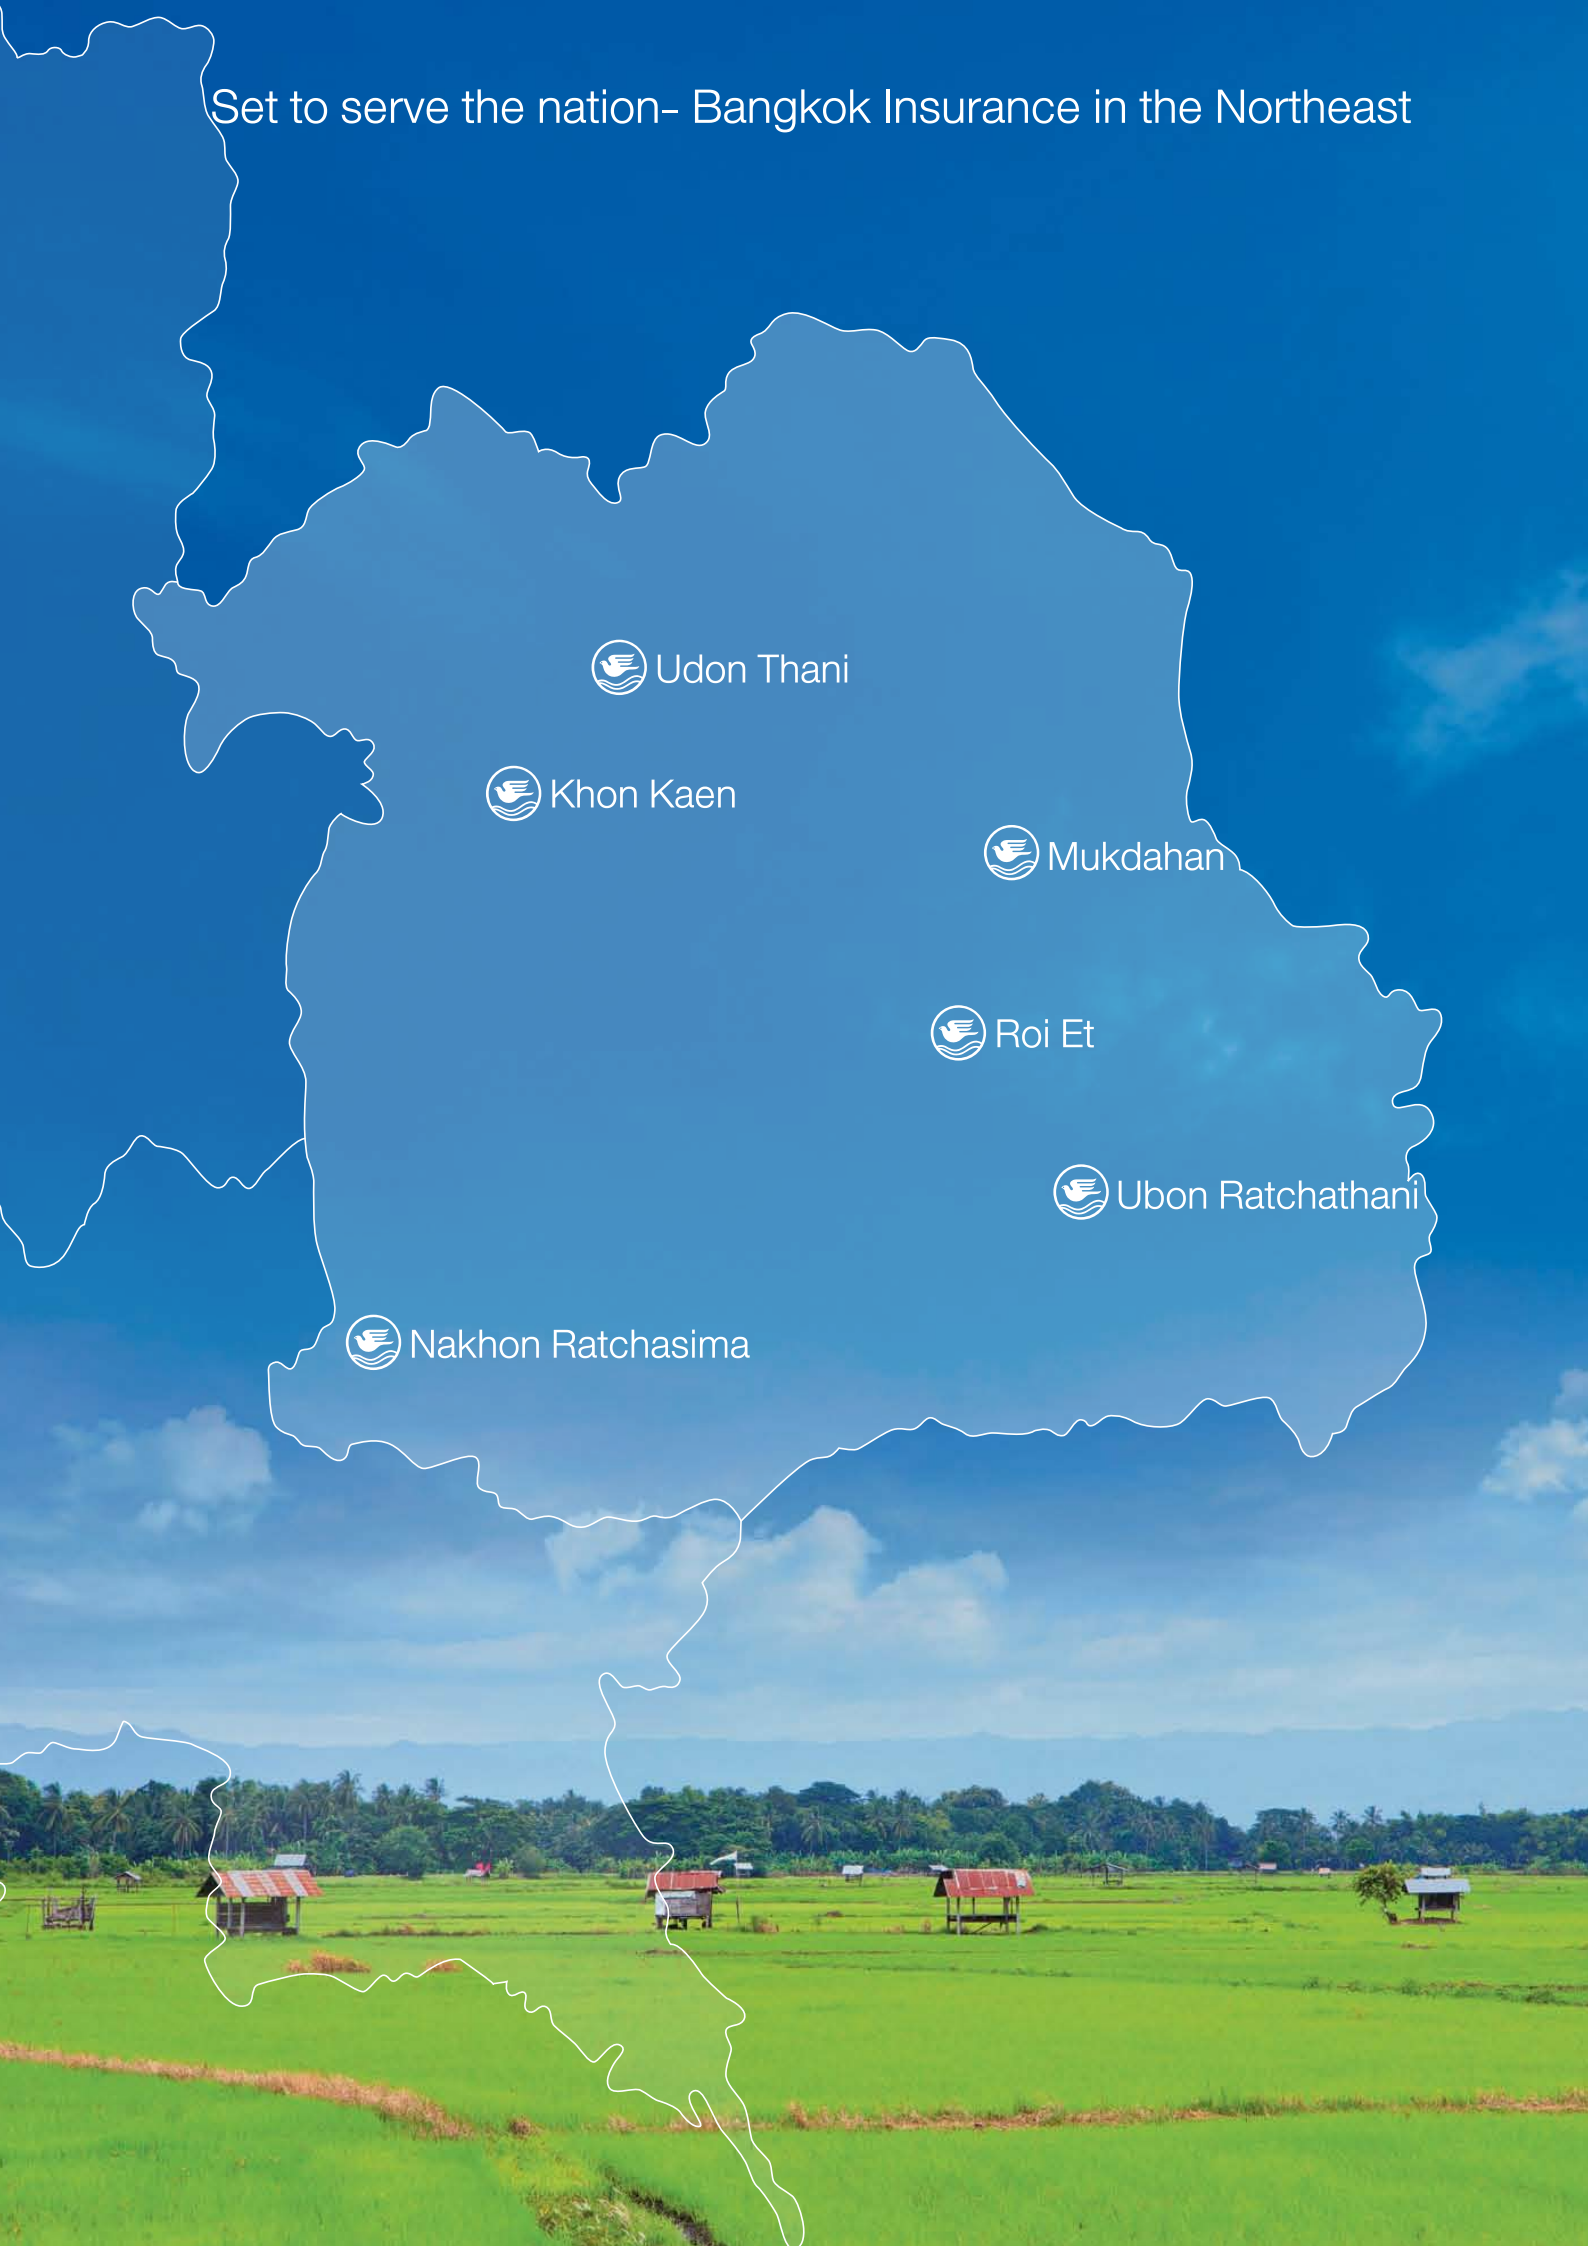 Set to serve the nation- Bangkok Insurance in the Northeast
Udon Thani
Khon Kaen
Mukdahan
Roi Et
Ubon Ratchathani
Nakhon Ratchasima